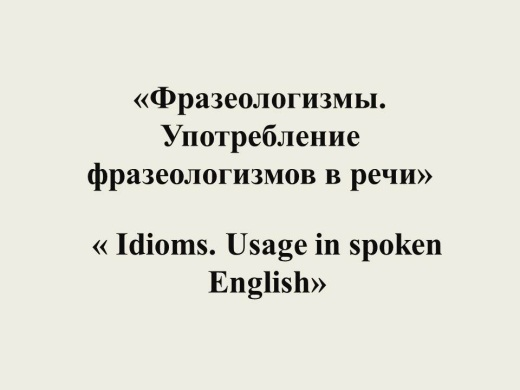 «Фразеологизмы.
Употребление
фразеологизмов в речи»
« Idioms. Usage in spoken
English»